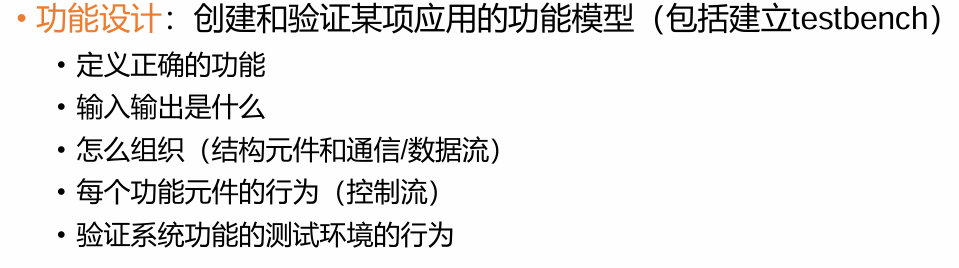 • 功能设计：创建和验证某项应用的功能模型（包括建立testbench）
• 定义正确的功能
• 输入输出是什么
• 怎么组织（结构元件和通信/数据流）
• 每个功能元件的行为（控制流）
• 验证系统功能的测试环境的行为